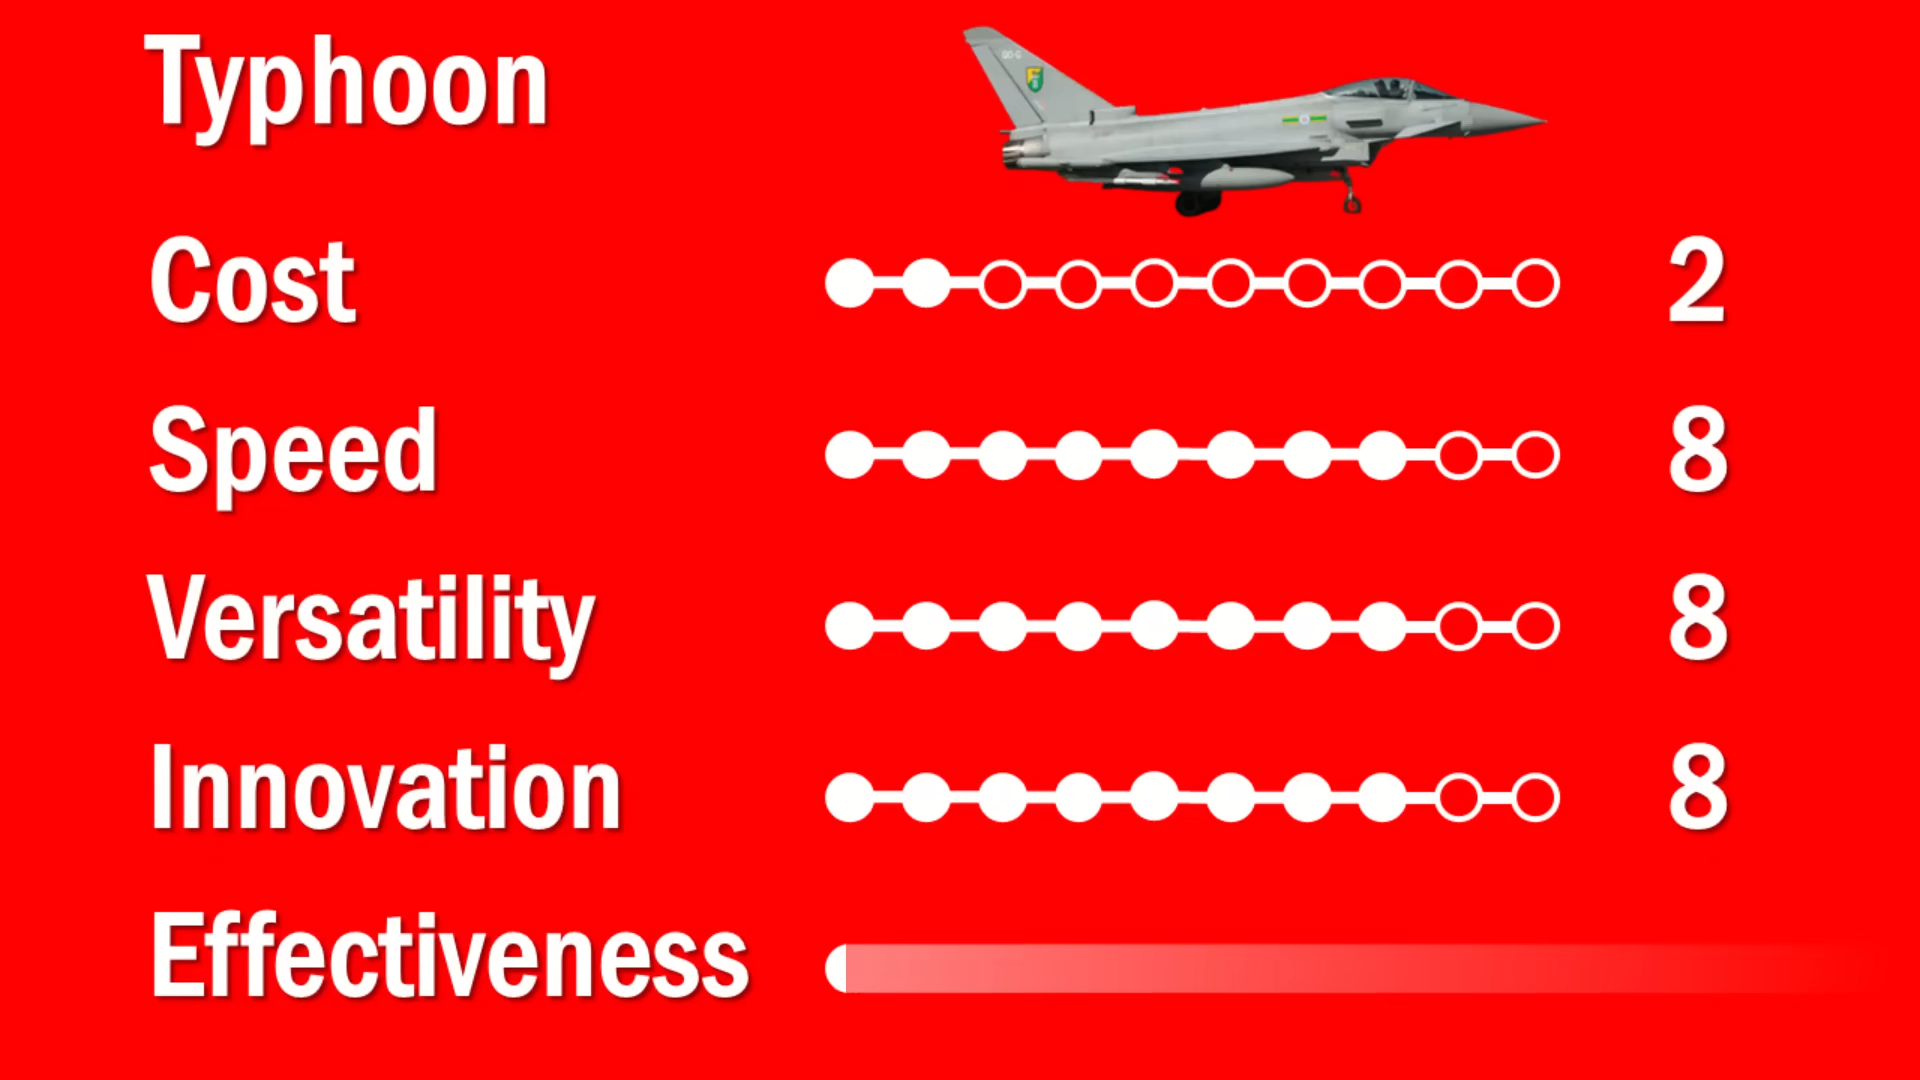 Typhoon
Cost 2
Speed 8
Versatility 8
Innovation 8
Effectiveness